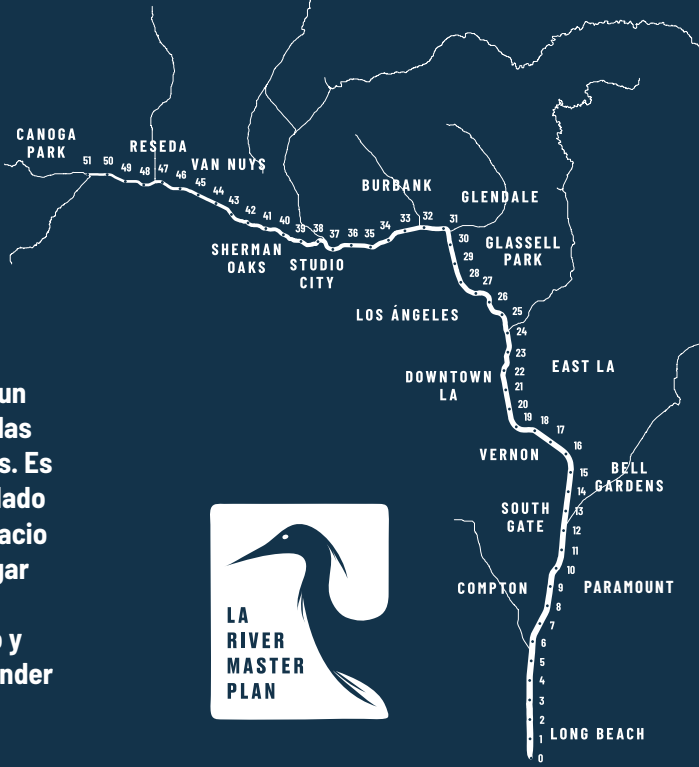 CANOGA
PARK
RESEDA
VAN NUYS
51 50 49 48 47 46 45 44 43 42 41 40 39 38 37 36 35 34 33 32 31
BURBANK
GLENDALE
SHERMAN
OAKS
STUDIO
CITY
30
GLASSELL
PARK
29
28
27
26
LOS ÁNGELES
25
24
23
EAST LA
22
DOWNTOWN
LA
21
20
19
18
17
16
VERNON
15
BELL
GARDENS
14
13
SOUTH
GATE
12
11
10
COMPTON
9
PARAMOUNT
8
7
6
5
4
3
2
1
LONG BEACH
0
un
las
s. Es
lado
acio
gar
o y
nder
LA
RIVER
MASTER
PLAN